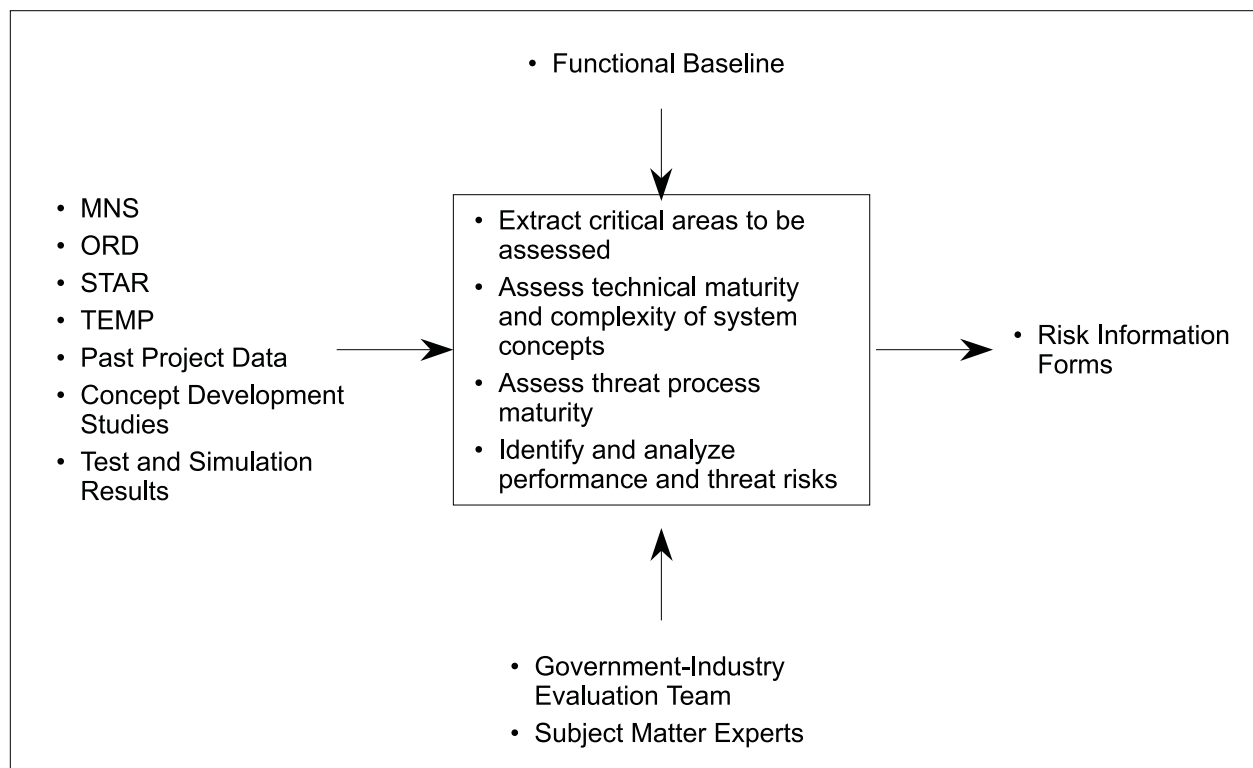 • Functional Baseline
• MNS
• ORD
• STAR
• TEMP
• Past Project Data
• Concept Development
Studies
• Test and Simulation
Results
• Extract critical areas to be
assessed
• Assess technical maturity
and complexity of system
concepts
• Assess threat process
maturity
• Identify and analyze
performance and threat risks
• Risk Information
Forms
• Government-Industry
Evaluation Team
• Subject Matter Experts